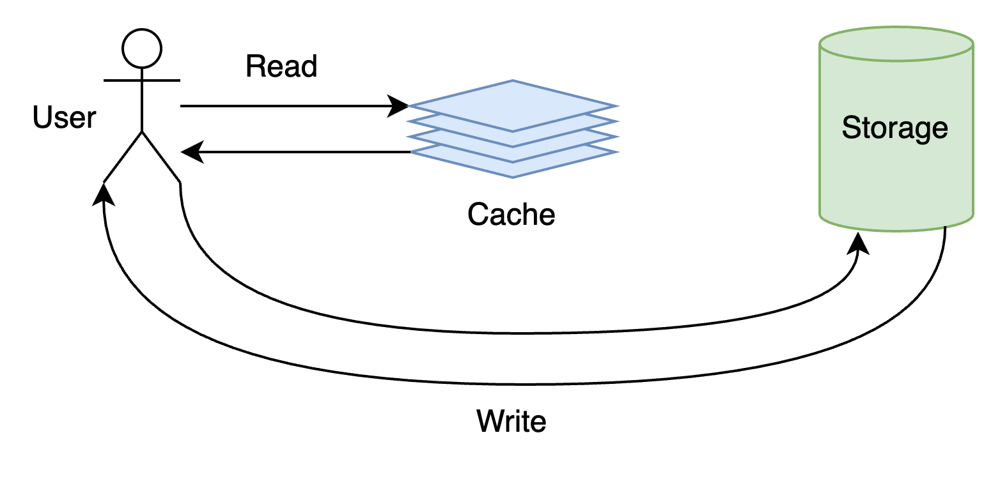 Read
User
Storage
Cache
Write